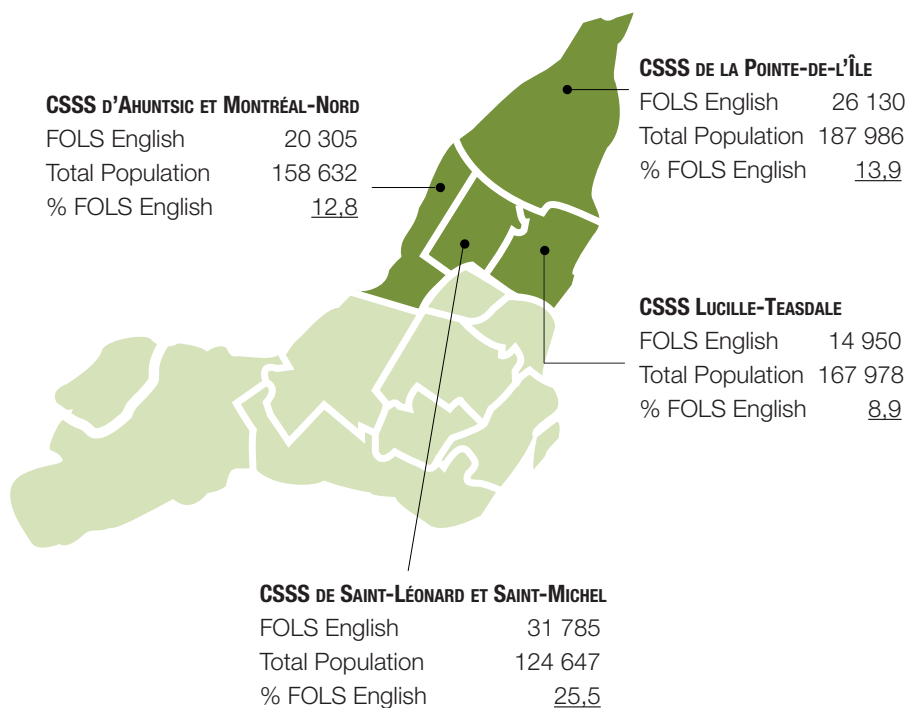 CSSS d'Ahuntsic et Montréal-Nord
FOLS English 20 305
Total Population 158 632
% FOLS English 12,8
CSSS de la Pointe-de-l'Île
FOLS English 26 130
Total Population 187 986
% FOLS English 13,9
CSSS Lucille-Teasdale
FOLS English 14 950
Total Population 167 978
% FOLS English 8,9
CSSS de Saint-Léonard et Saint-Michel
FOLS English 31 785
Total Population 124 647
% FOLS English 25,5